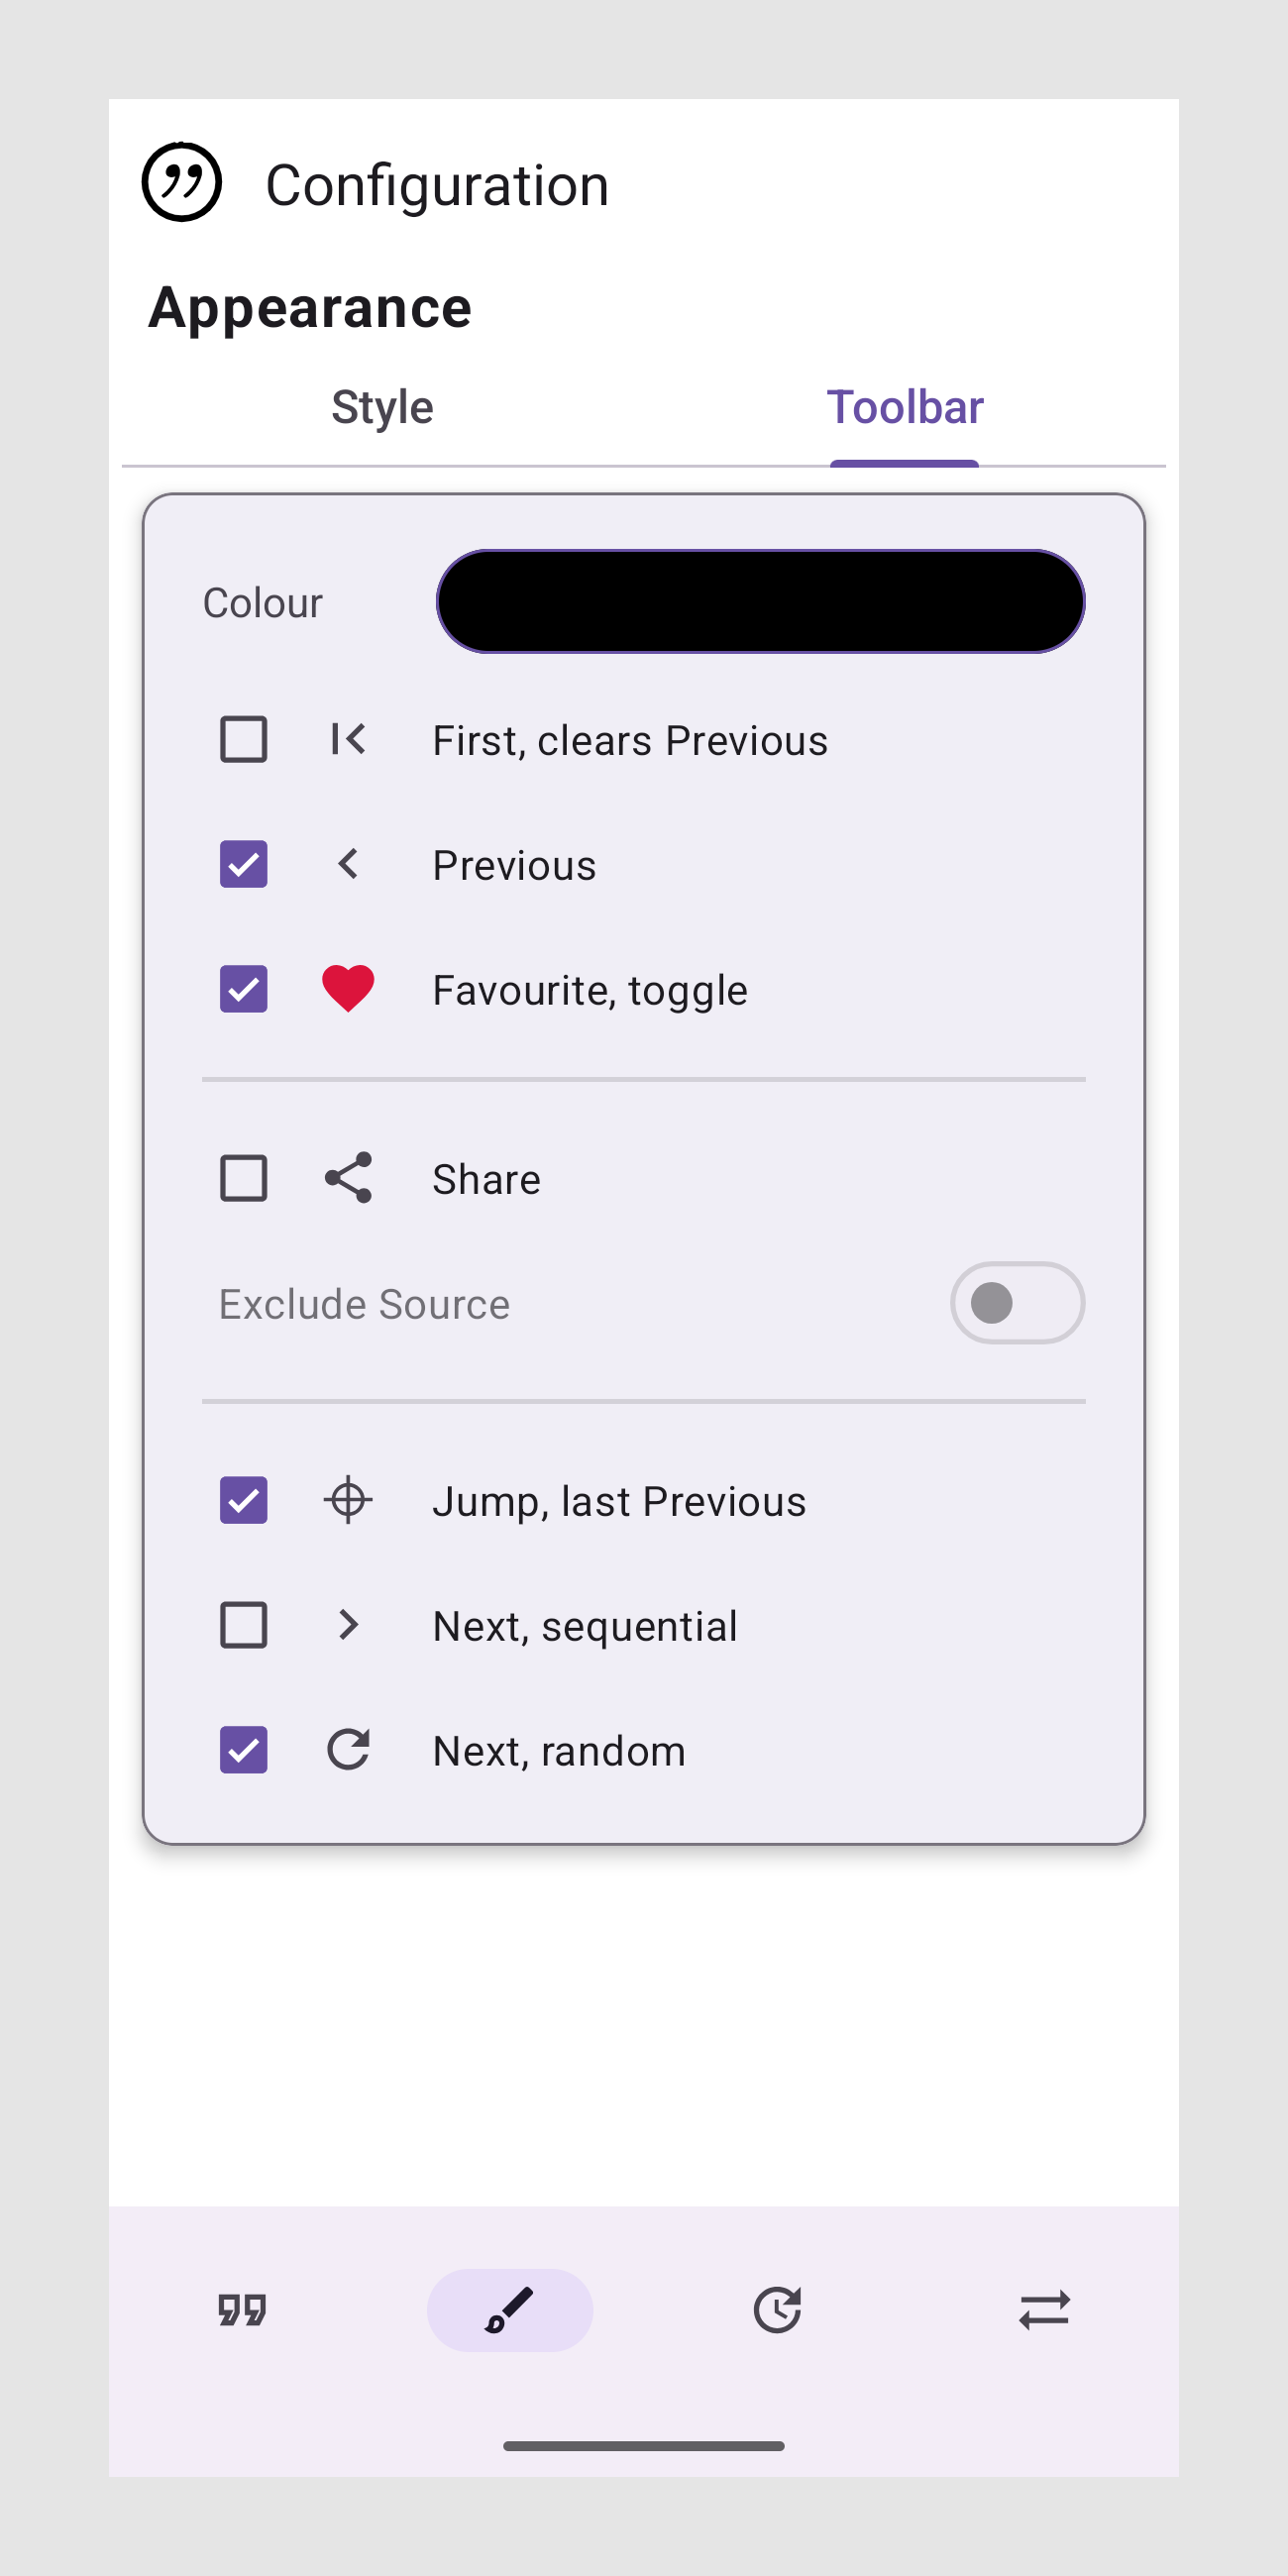 Configuration
Appearance
Style
Toolbar
Colour
First, clears Previous
Previous
Favourite, toggle
Share
Exclude Source
Jump, last Previous
Next, sequential
Next, random